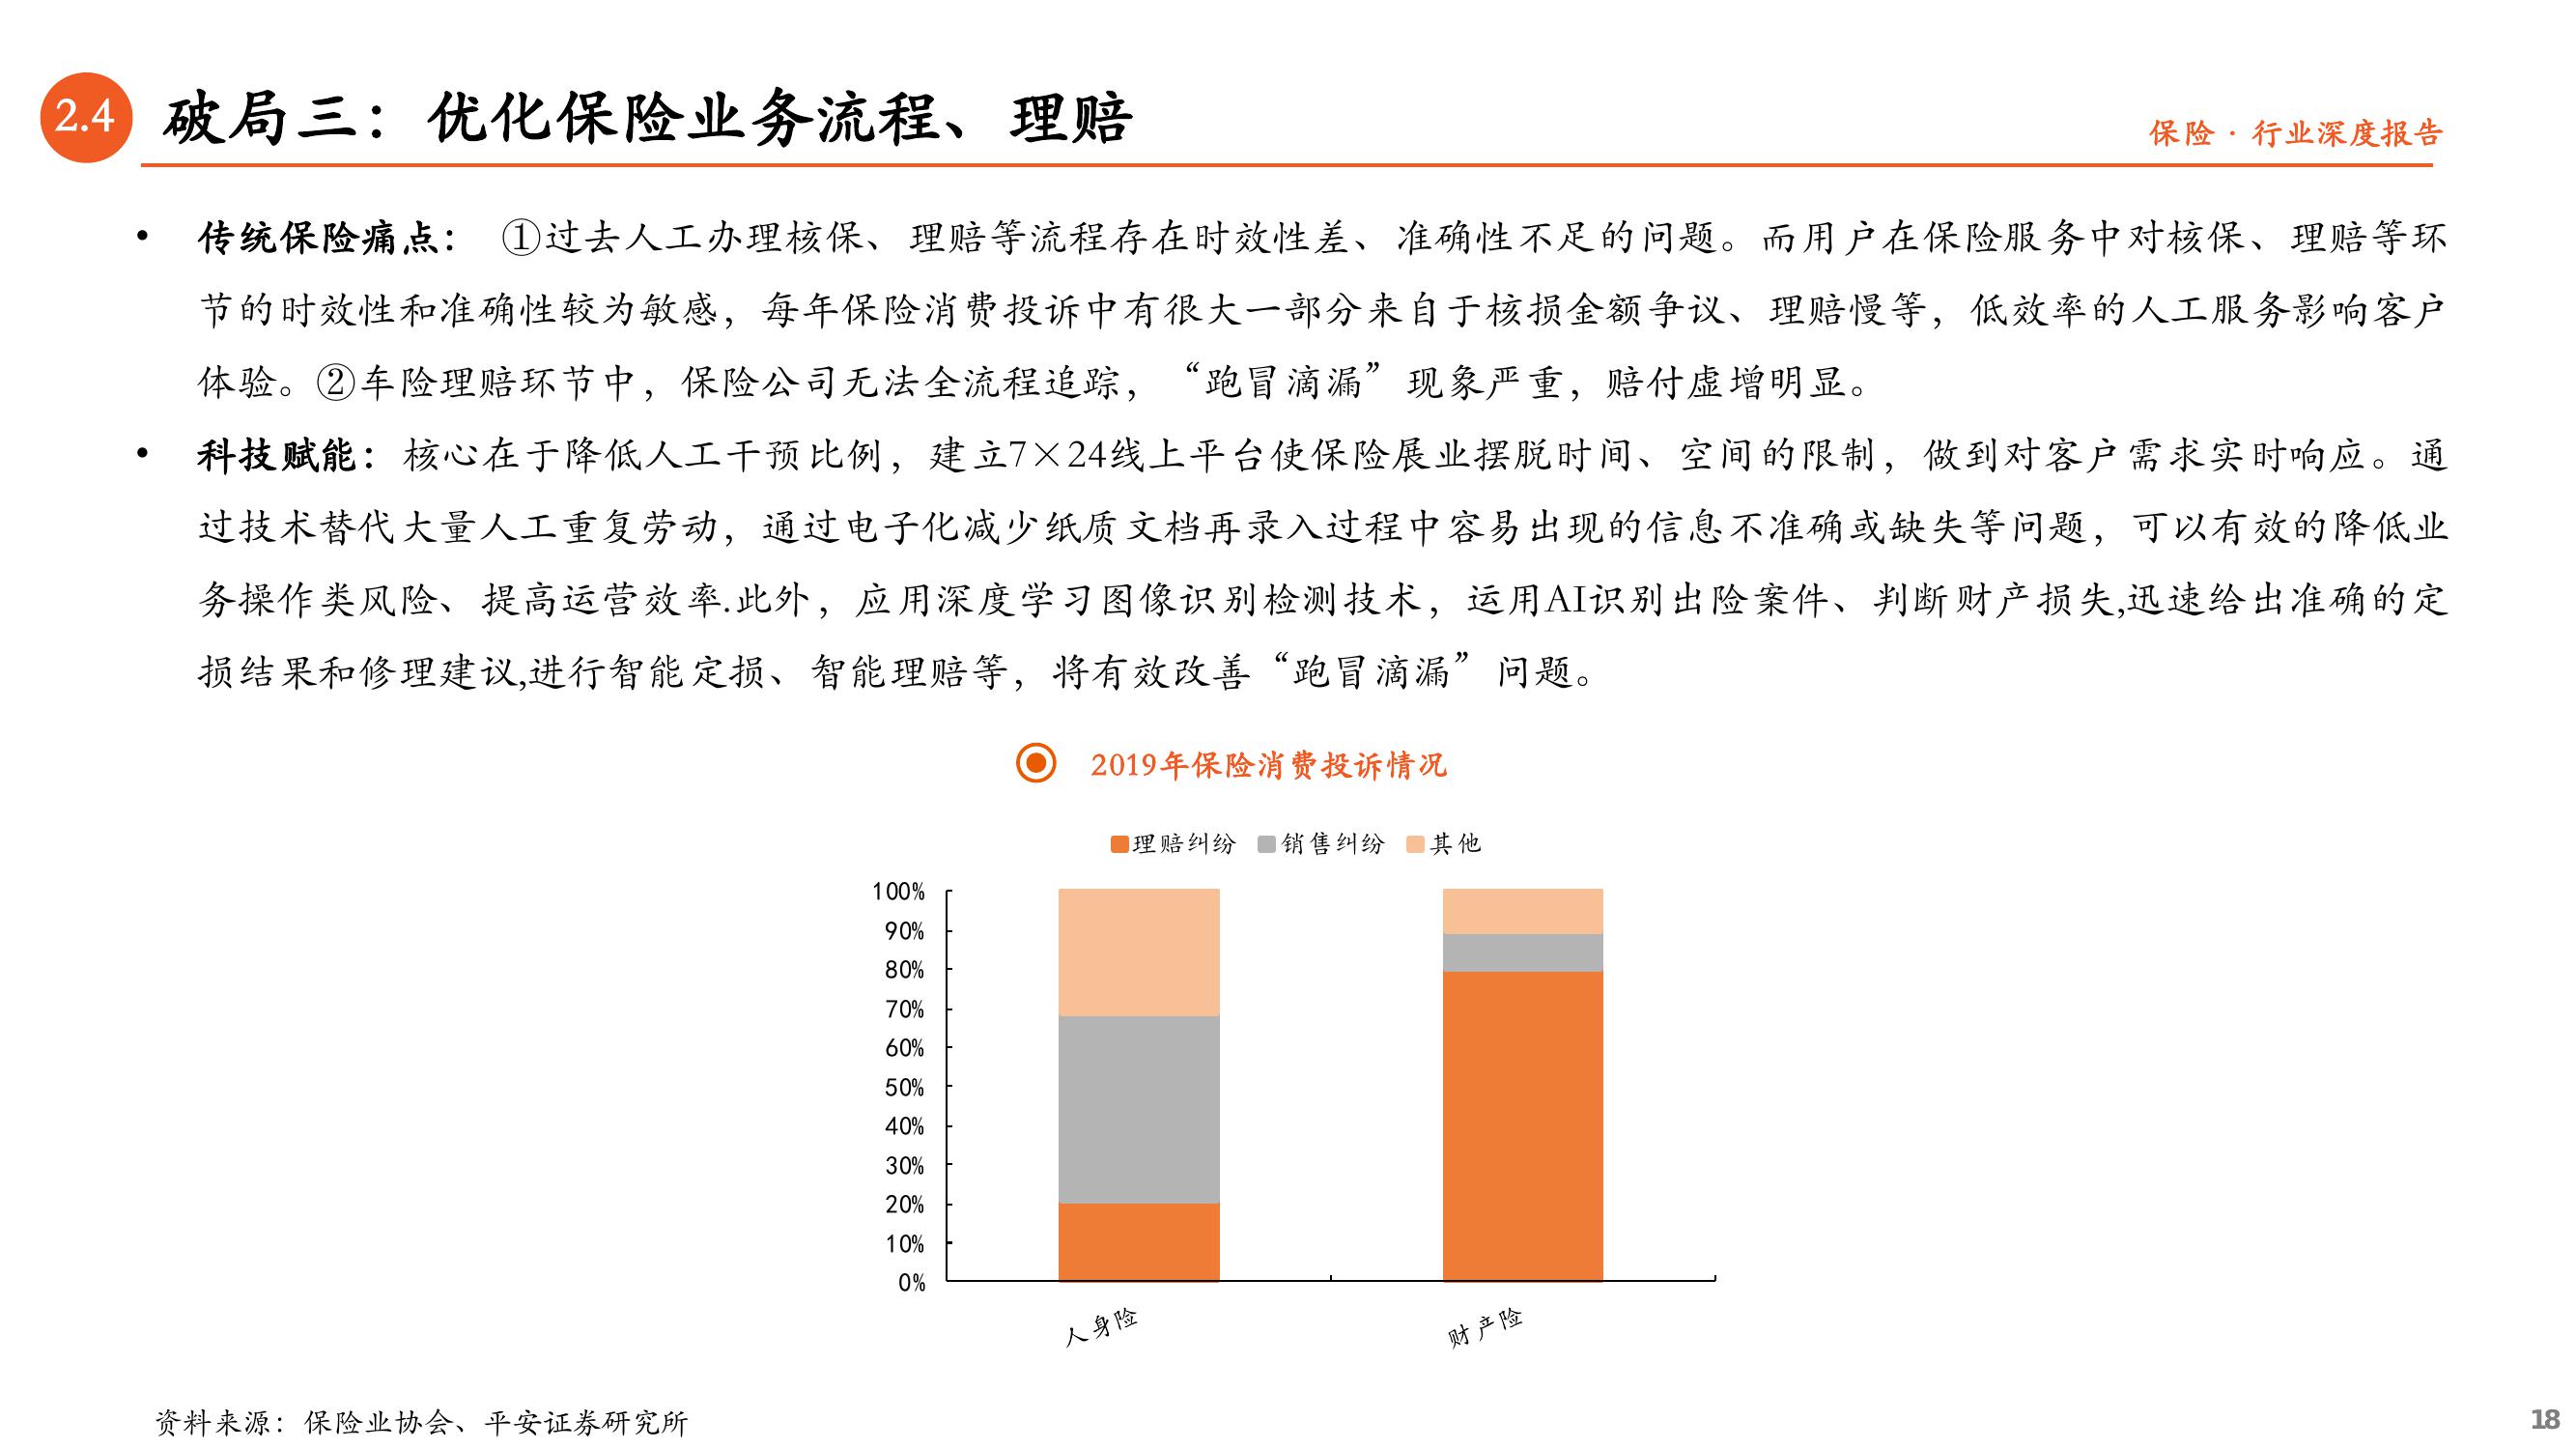 2.4 破局三：优化保险业务流程、理赔
保险 · 行业深度报告
• 传统保险痛点： ①过去人工办理核保、理赔等流程存在时效性差、准确性不足的问题。而用户在保险服务中对核保、理赔等环
节的时效性和准确性较为敏感，每年保险消费投诉中有很大一部分来自于核损金额争议、理赔慢等，低效率的人工服务影响客户
体验。②车险理赔环节中，保险公司无法全流程追踪，“跑冒滴漏”现象严重，赔付虚增明显。
• 科技赋能：核心在于降低人工干预比例，建立7×24线上平台使保险展业摆脱时间、空间的限制，做到对客户需求实时响应。通
过技术替代大量人工重复劳动，通过电子化减少纸质文档再录入过程中容易出现的信息不准确或缺失等问题，可以有效的降低业
务操作类风险、提高运营效率.此外，应用深度学习图像识别检测技术，运用AI识别出险案件、判断财产损失,迅速给出准确的定
损结果和修理建议,进行智能定损、智能理赔等，将有效改善“跑冒滴漏”问题。
2019年保险消费投诉情况
理赔纠纷 销售纠纷 其他
100%
90%
80%
70%
60%
50%
40%
30%
20%
10%
0%
人身险 财产险
资料来源：保险业协会、平安证券研究所
18